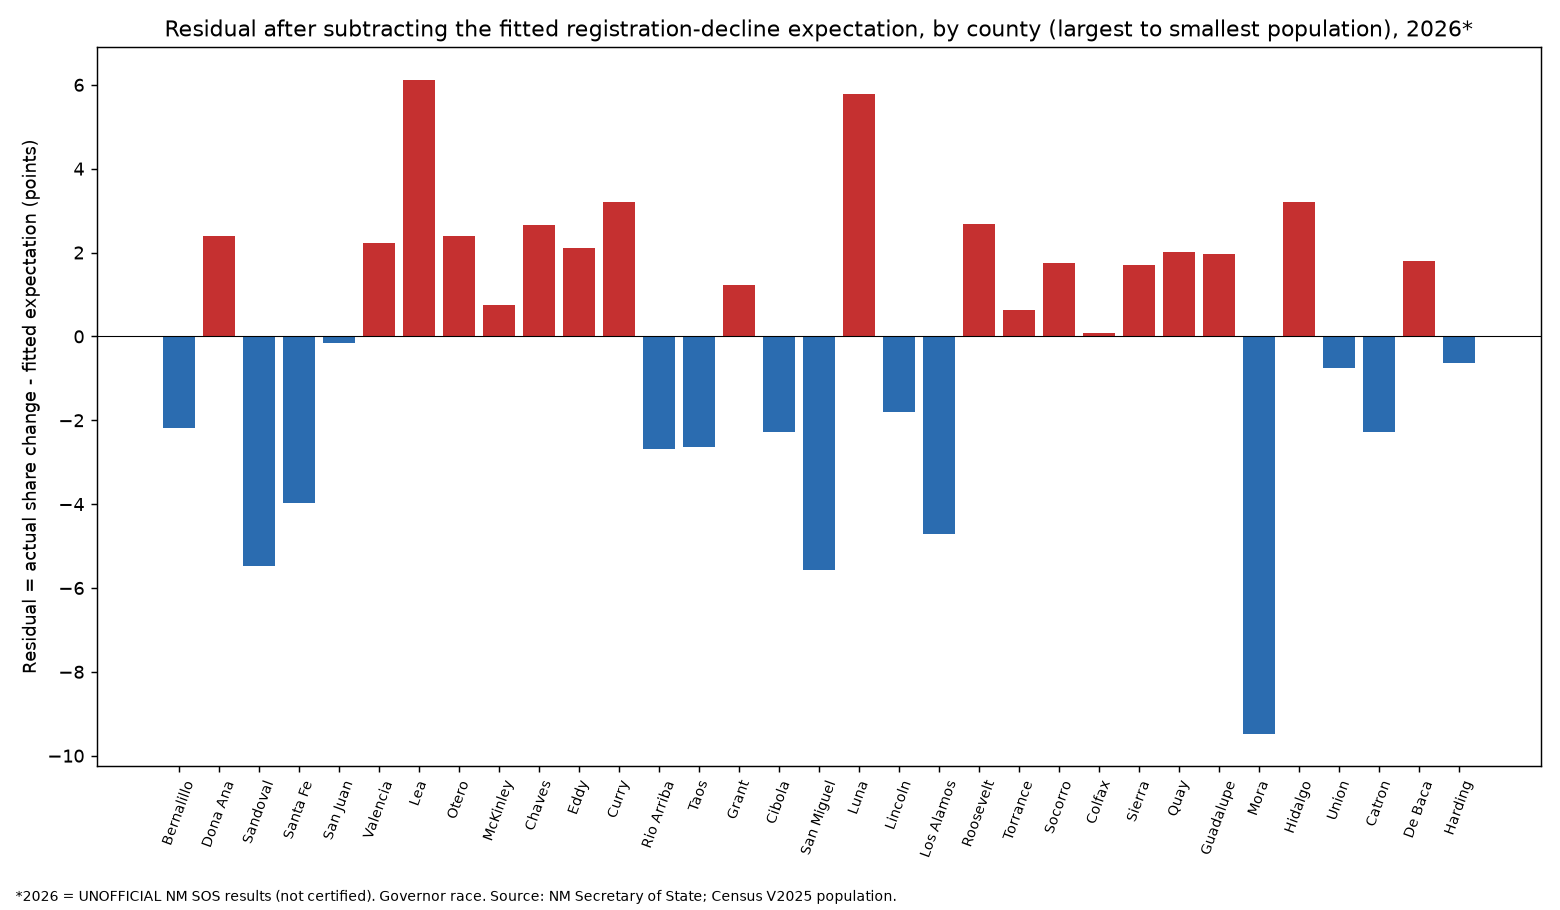 Residual after subtracting the fitted registration-decline expectation, by county (largest to smallest population), 2026*
Residual = actual share change - fitted expectation (points)
6
4
2
0
−2
−4
−6
−8
−10
Bernalillo
Dona Ana
Sandoval
Santa Fe
San Juan
Valencia
Lea
Otero
McKinley
Chaves
Eddy
Curry
Rio Arriba
Taos
Grant
Cibola
San Miguel
Luna
Lincoln
Los Alamos
Roosevelt
Torrance
Socorro
Colfax
Sierra
Quay
Guadalupe
Mora
Hidalgo
Union
Catron
De Baca
Harding
*2026 = UNOFFICIAL NM SOS results (not certified). Governor race. Source: NM Secretary of State; Census V2025 population.